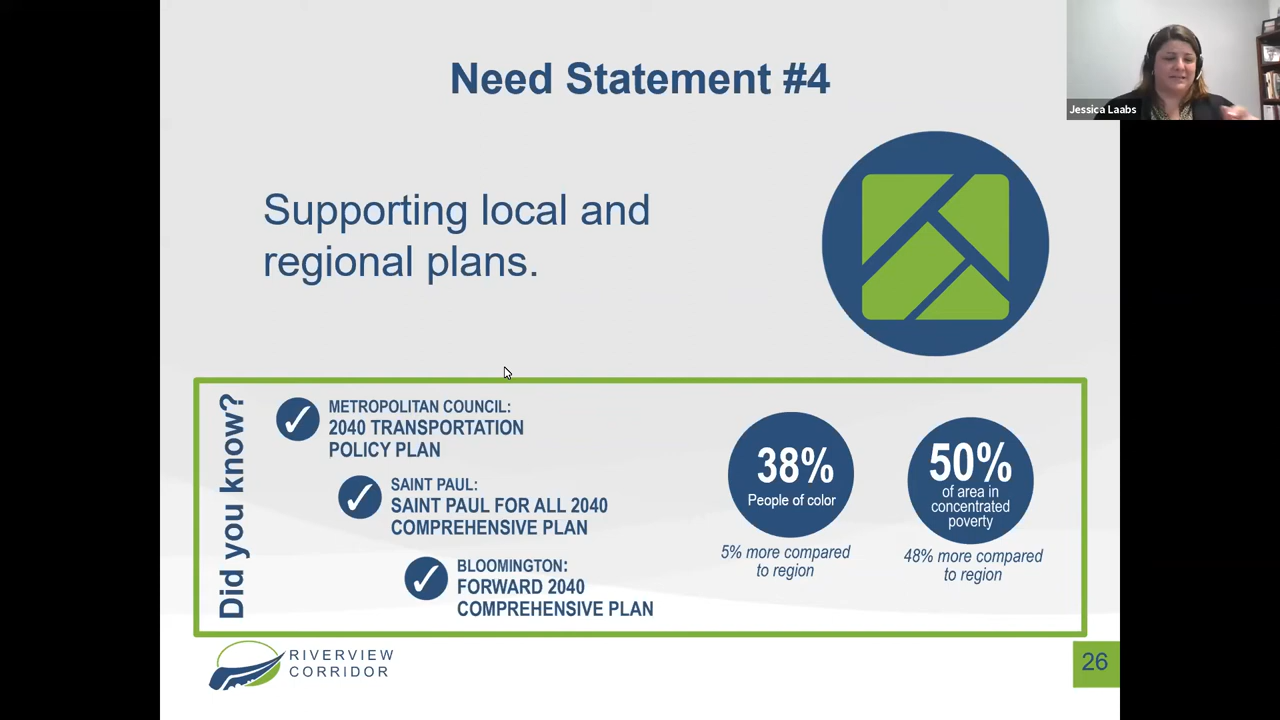 Need Statement #4
Jessica Laabs
Supporting local and
regional plans.
Did you know?
METROPOLITAN COUNCIL:
2040 TRANSPORTATION
POLICY PLAN
SAINT PAUL:
SAINT PAUL FOR ALL 2040
COMPREHENSIVE PLAN
BLOOMINGTON:
FORWARD 2040
COMPREHENSIVE PLAN
38%
People of color
5% more compared
to region
50%
of area in
concentrated
poverty
48% more compared
to region
RIVERVIEW
CORRIDOR
26